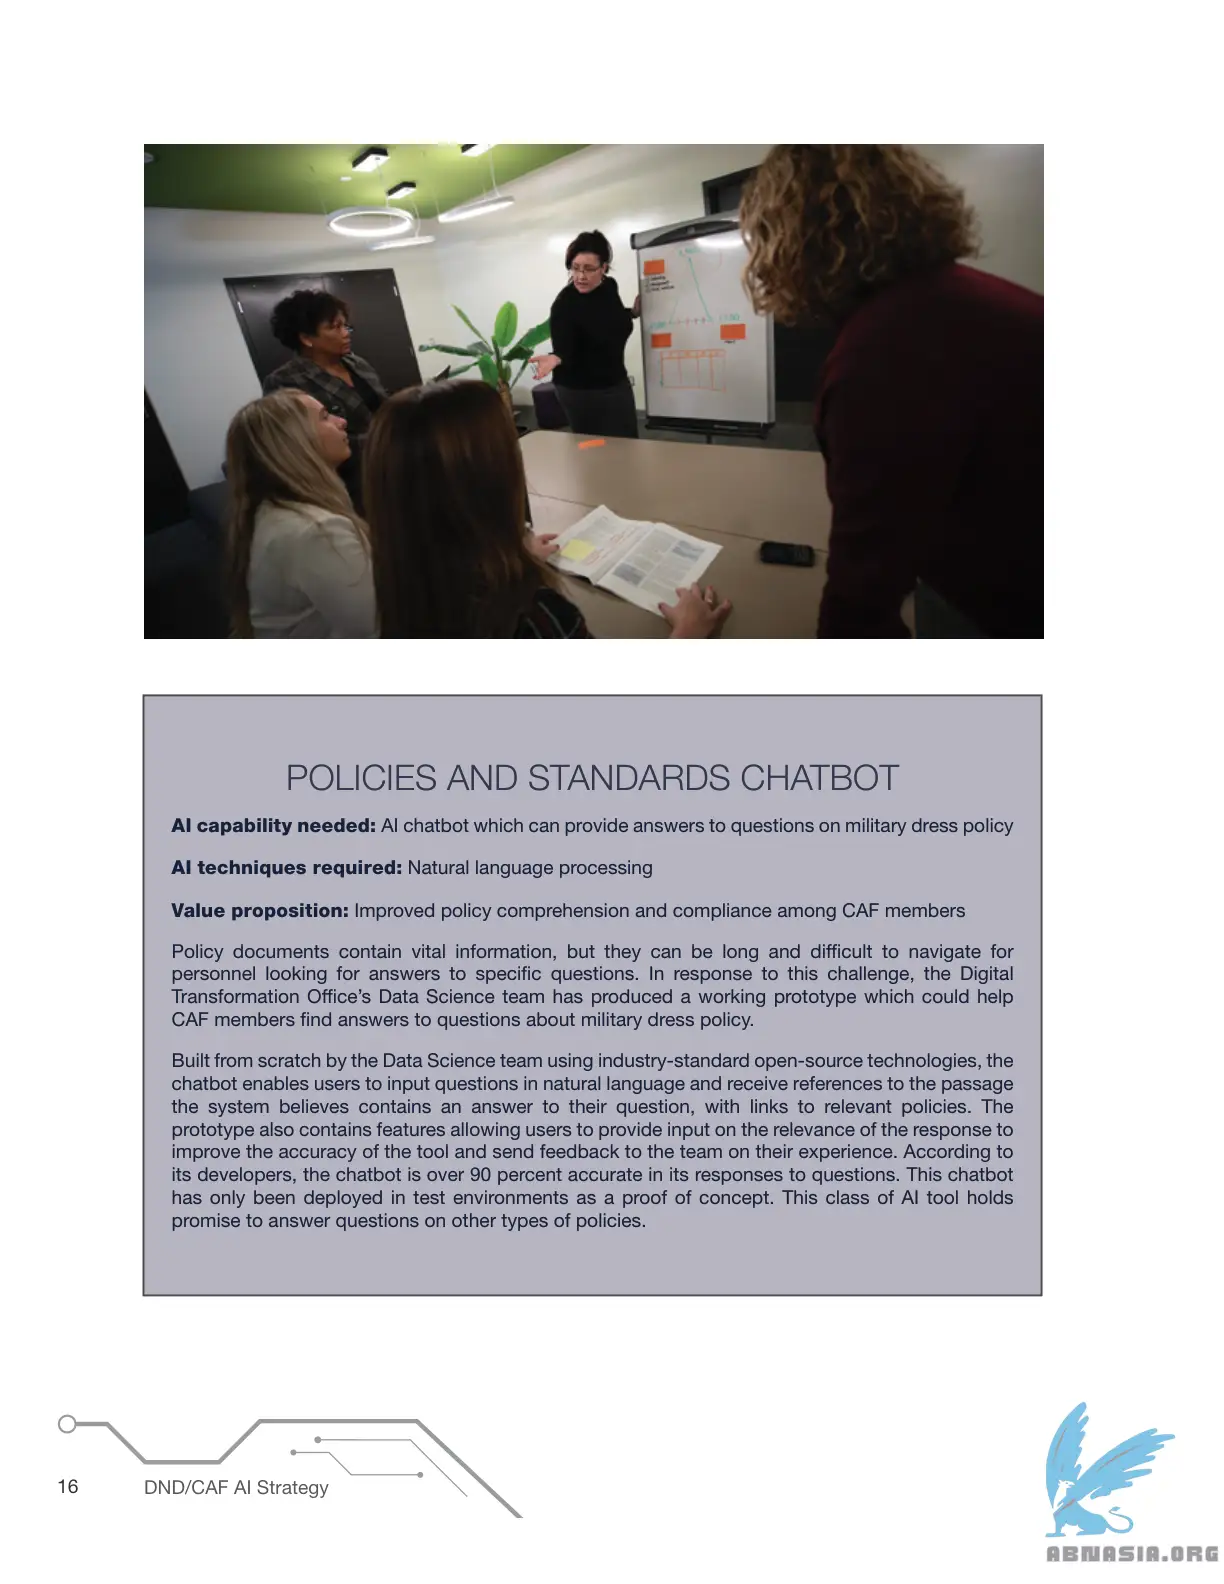 POLICIES AND STANDARDS CHATBOT
AI capability needed: AI chatbot which can provide answers to questions on military dress policy
AI techniques required: Natural language processing
Value proposition: Improved policy comprehension and compliance among CAF members
Policy documents contain vital information, but they can be long and difficult to navigate for
personnel looking for answers to specific questions. In response to this challenge, the Digital
Transformation Office’s Data Science team has produced a working prototype which could help
CAF members find answers to questions about military dress policy.
Built from scratch by the Data Science team using industry-standard open-source technologies, the
chatbot enables users to input questions in natural language and receive references to the passage
the system believes contains an answer to their question, with links to relevant policies. The
prototype also contains features allowing users to provide input on the relevance of the response to
improve the accuracy of the tool and send feedback to the team on their experience. According to
its developers, the chatbot is over 90 percent accurate in its responses to questions. This chatbot
has only been deployed in test environments as a proof of concept. This class of AI tool holds
promise to answer questions on other types of policies.
16
DND/CAF AI Strategy
ABNASIA.ORG